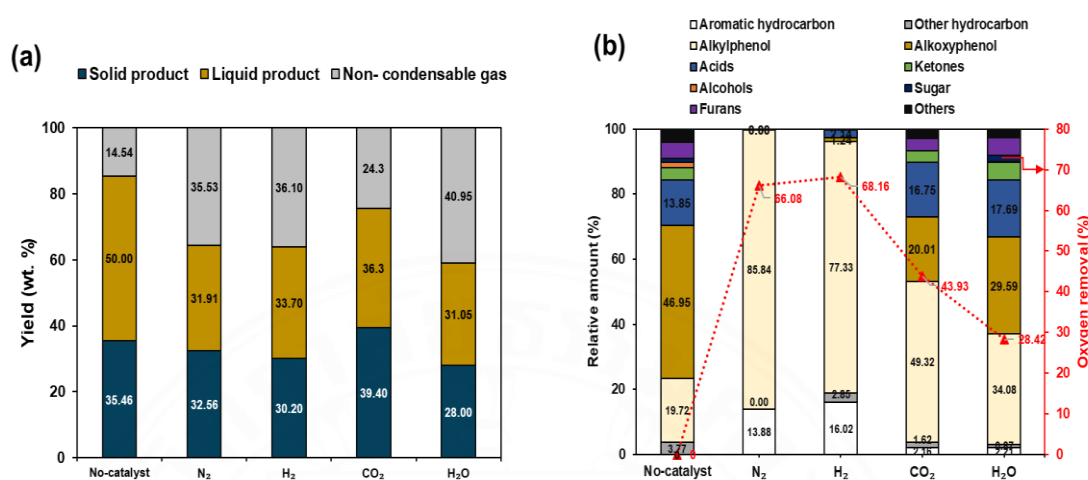 (a)
Solid product Liquid product Non- condensable gas
Yield (wt. %)
100
80
60
40
20
0
14.54 35.53 36.10 24.3 40.95
50.00 31.91 33.70 36.3 31.05
35.46 32.56 30.20 39.40 28.00
No-catalyst N₂ H₂ CO₂ H₂O
(b)
Aromatic hydrocarbon Other hydrocarbon
Alkylphenol Alkoxyphenol
Acids Ketones
Alcohols Sugar
Furans Others
Relative amount (%)
100
80
60
40
20
0
Oxygen removal (%)
80
70
60
50
40
30
20
10
0
13.85 0.00 1.24 16.75 17.69
46.95 85.84 77.33 20.01 29.59
19.72 0.00 2.85 49.32 34.08
3.77 13.88 16.02 1.62
0 66.08 68.16 43.93 28.42
No-catalyst N₂ H₂ CO₂ H₂O